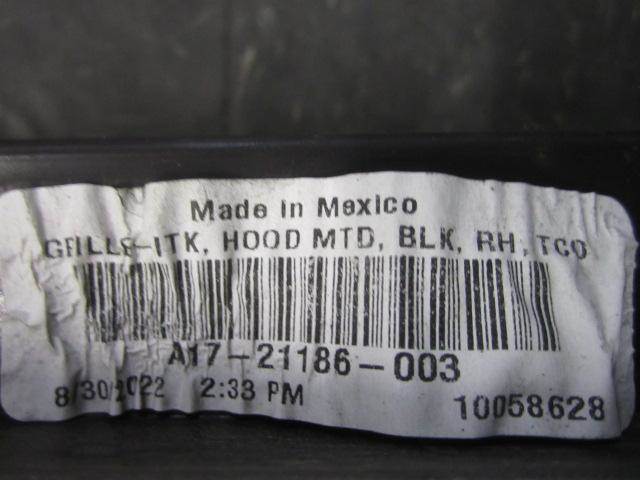 Made in Mexico
GRILLE-ITK, HOOD MTD, BLK, RH, TCO
A17-21186-003
8/30/2022 2:33 PM
10058628